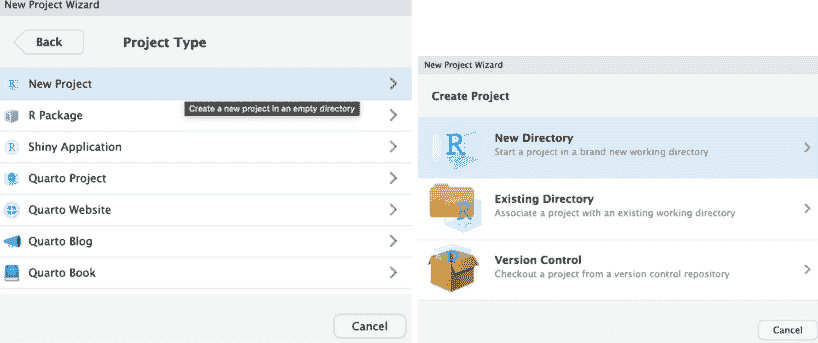 New Project Wizard
Back
Project Type
New Project
Create a new project in an empty directory
R Package
Shiny Application
Quarto Project
Quarto Website
Quarto Blog
Quarto Book
Cancel
New Project Wizard
Create Project
New Directory
Start a project in a brand new working directory
Existing Directory
Associate a project with an existing working directory
Version Control
Checkout a project from a version control repository
Cancel